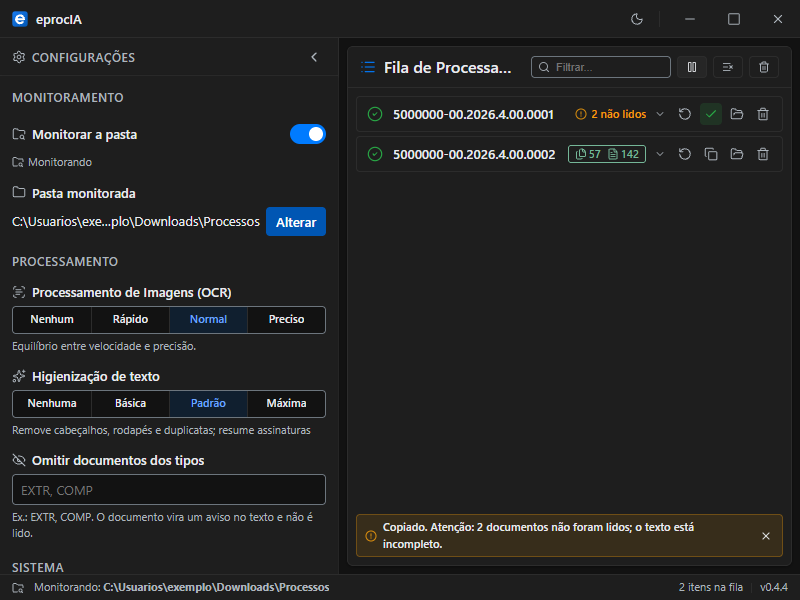 eprocIA
CONFIGURAÇÕES
MONITORAMENTO
Monitorar a pasta
Monitorando
Pasta monitorada
C:\Usuarios\exe...plo\Downloads\Processos
Alterar
PROCESSAMENTO
Processamento de Imagens (OCR)
Nenhum Rápido Normal Preciso
Equilíbrio entre velocidade e precisão.
Higienização de texto
Nenhuma Básica Padrão Máxima
Remove cabeçalhos, rodapés e duplicatas; resume assinaturas
Omitir documentos dos tipos
EXTR, COMP
Ex.: EXTR, COMP. O documento vira um aviso no texto e não é
lido.
SISTEMA
Fila de Processa...
Filtrar...
5000000-00.2026.4.00.0001 2 não lidos
5000000-00.2026.4.00.0002 57 142
Copiado. Atenção: 2 documentos não foram lidos; o texto está
incompleto.
Monitorando: C:\Usuarios\exemplo\Downloads\Processos
2 itens na fila
v0.4.4